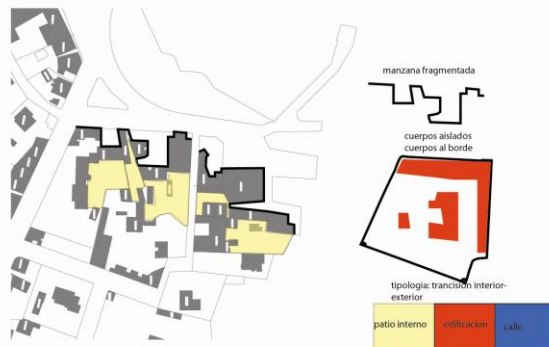 manzana fragmentada
cuerpos aislados
cuerpos al borde
tipologia: trancision interior-
exterior
patio interno
edificacion
calle